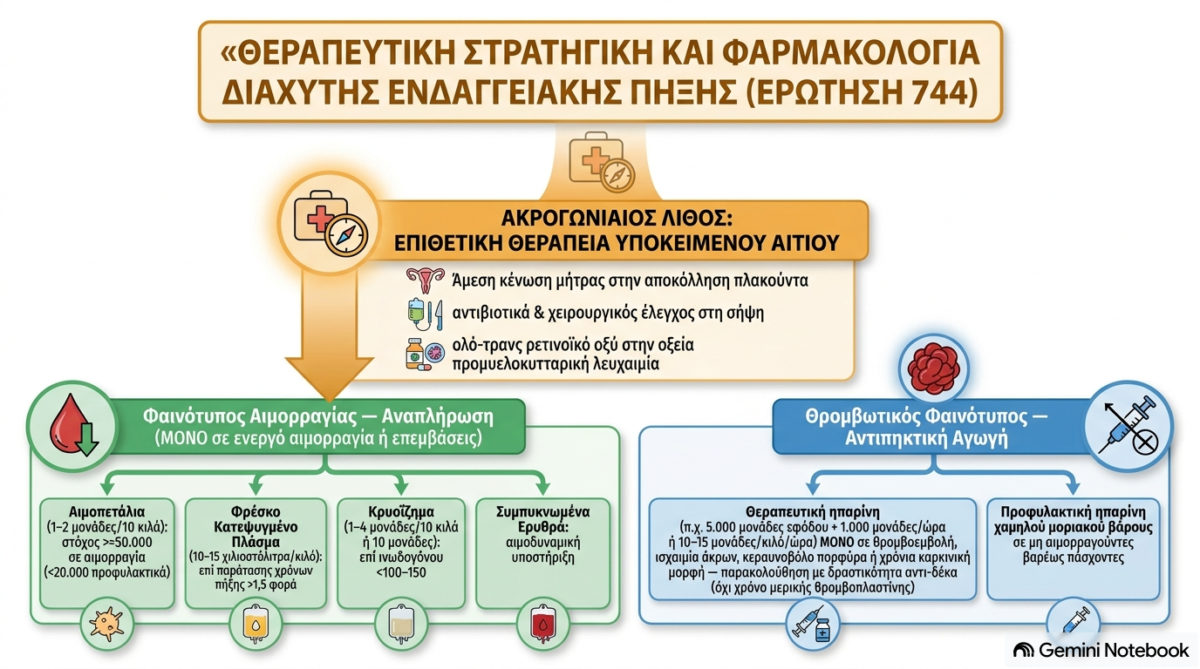 «ΘΕΡΑΠΕΥΤΙΚΗ ΣΤΡΑΤΗΓΙΚΗ ΚΑΙ ΦΑΡΜΑΚΟΛΟΓΙΑ
ΔΙΑΧΥΤΗΣ ΕΝΔΑΓΓΕΙΑΚΗΣ ΠΗΞΗΣ (ΕΡΩΤΗΣΗ 744)
ΑΚΡΟΓΩΝΙΑΙΟΣ ΛΙΘΟΣ:
ΕΠΙΘΕΤΙΚΗ ΘΕΡΑΠΕΙΑ ΥΠΟΚΕΙΜΕΝΟΥ ΑΙΤΙΟΥ
Άμεση κένωση μήτρας στην αποκόλληση πλακούντα
αντιβιοτικά & χειρουργικός έλεγχος στη σήψη
ολό-τρανς ρετινοϊκό οξύ στην οξεία
προμυελοκυτταρική λευχαιμία
Φαινότυπος Αιμορραγίας — Αναπλήρωση
(ΜΟΝΟ σε ενεργό αιμορραγία ή επεμβάσεις)
Αιμοπετάλια
(1–2 μονάδες/10 κιλά):
στόχος >=50.000
σε αιμορραγία
(<20.000 προφυλακτικά)
Φρέσκο
Κατεψυγμένο
Πλάσμα
(10–15 χιλιοστόλιτρα/κιλό):
επί παράτασης χρόνων
πήξης >1,5 φορά
Κρυοΐζημα
(1–4 μονάδες/10 κιλά
ή 10 μονάδες):
επί ινωδογόνου
<100–150
Συμπυκνωμένα
Ερυθρά:
αιμοδυναμική
υποστήριξη
Θρομβωτικός Φαινότυπος —
Αντιπηκτική Αγωγή
Θεραπευτική ηπαρίνη
(π.χ. 5.000 μονάδες εφόδου + 1.000 μονάδες/ώρα
ή 10–15 μονάδες/κιλό/ώρα) ΜΟΝΟ σε θρομβοεμβολή,
ισχαιμία άκρων, κεραυνοβόλο πορφύρα ή χρόνια καρκινική
μορφή — παρακολούθηση με δραστικότητα αντι-δέκα
(όχι χρόνο μερικής θρομβοπλαστίνης)
Προφυλακτική ηπαρίνη
χαμηλού μοριακού βάρους
σε μη αιμορραγούντες
βαρέως πάσχοντες
Gemini Notebook